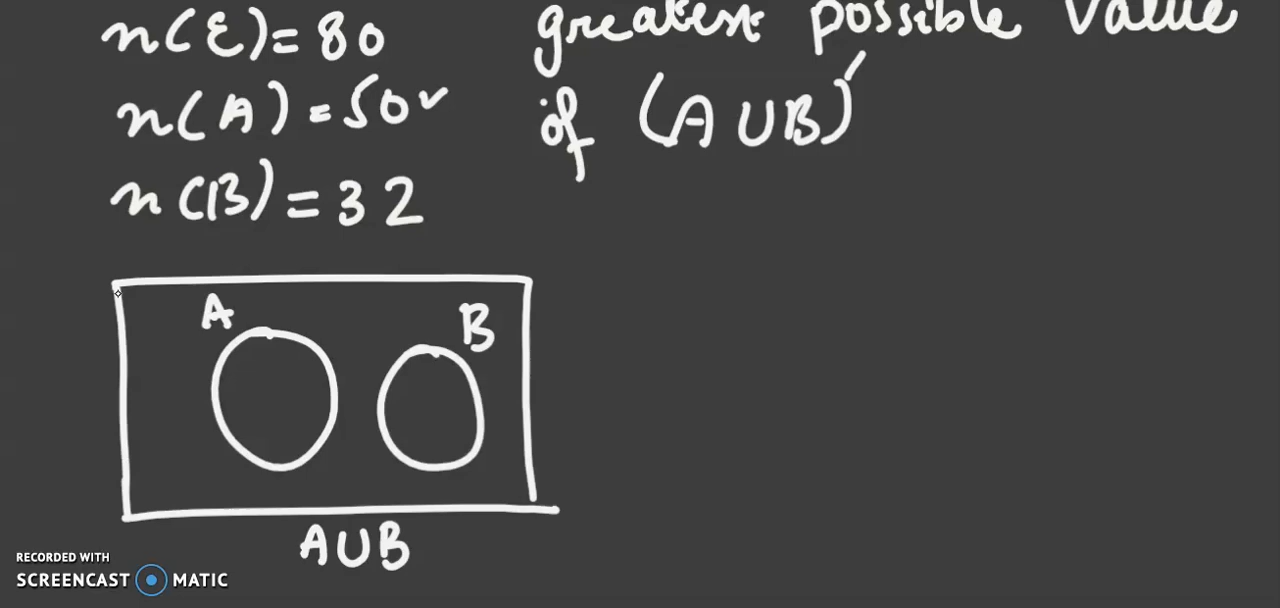 n(ε)=80
n(A)=50✓
n(B)=32
greatest possible value
of (A∪B)′
A
B
A∪B
RECORDED WITH
SCREENCAST MATIC